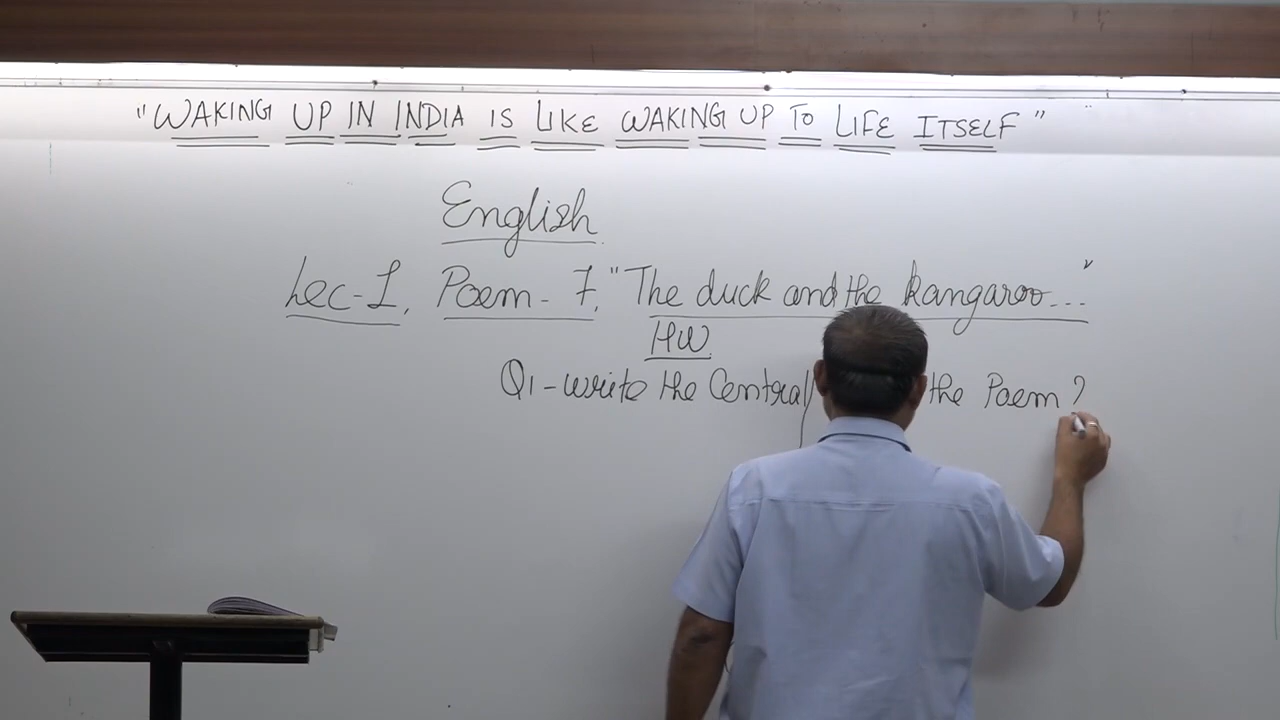 "WAKING UP IN INDIA IS LIKE WAKING UP TO LIFE ITSELF"
English
Lec-1, Poem - 7, "The duck and the kangaroo..."
HW
Q1-write the Central the Poem?